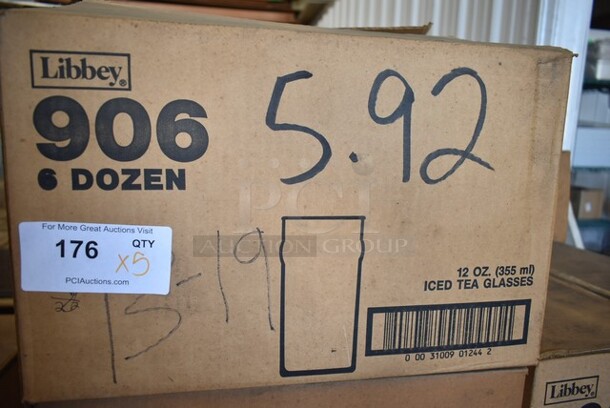 Libbey®
906
6 DOZEN
5.92
For More Great Auctions Visit
176
QTY
x5
PCIAuctions.com
pci
AUCTION GROUP
-19
12 OZ. (355 ml)
ICED TEA GLASSES
0 00 31009 01244 2
Libbey®